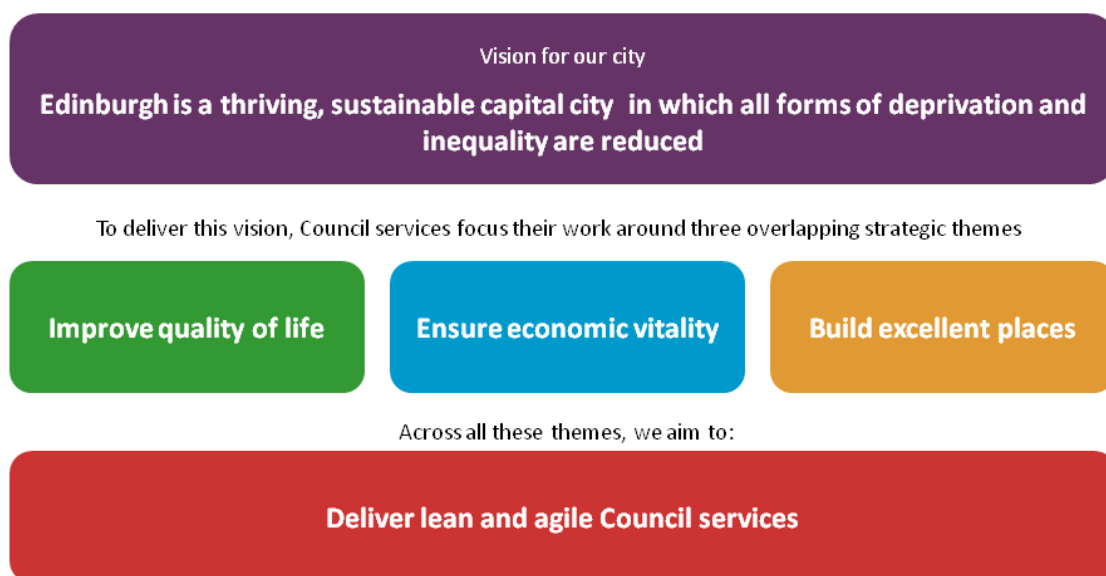 Vision for our city
Edinburgh is a thriving, sustainable capital city in which all forms of deprivation and
inequality are reduced
To deliver this vision, Council services focus their work around three overlapping strategic themes
Improve quality of life
Ensure economic vitality
Build excellent places
Across all these themes, we aim to:
Deliver lean and agile Council services